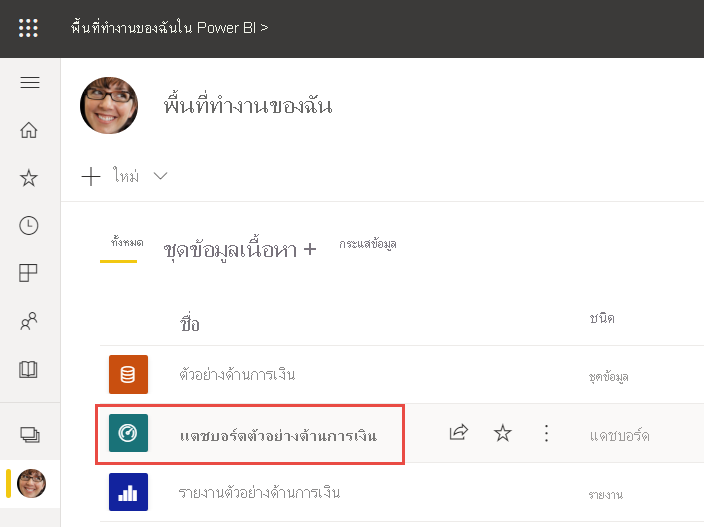 พื้นที่ทำงานของฉันใน Power BI >
พื้นที่ทำงานของฉัน
ใหม่
ทั้งหมด ชุดข้อมูลเนื้อหา + กระแสข้อมูล
ชื่อ ชนิด
ตัวอย่างด้านการเงิน ชุดข้อมูล
แดชบอร์ดตัวอย่างด้านการเงิน แดชบอร์ด
รายงานตัวอย่างด้านการเงิน รายงาน